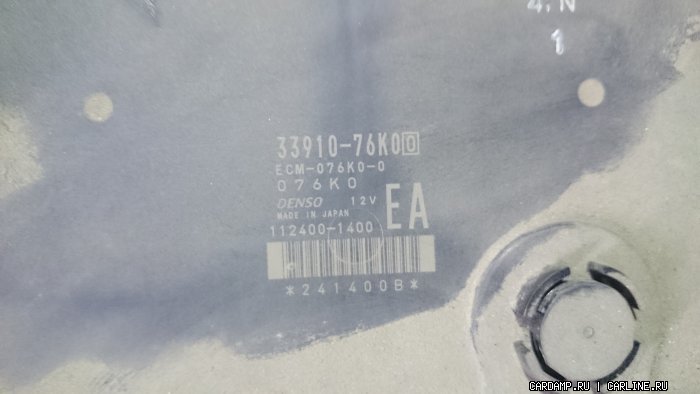 4.N
1
33910-76K00
ECM-076K0-0
076K0
DENSO 12V
MADE IN JAPAN
EA
112400-1400
*241400B*
CARDAMP.RU | CARLINE.RU